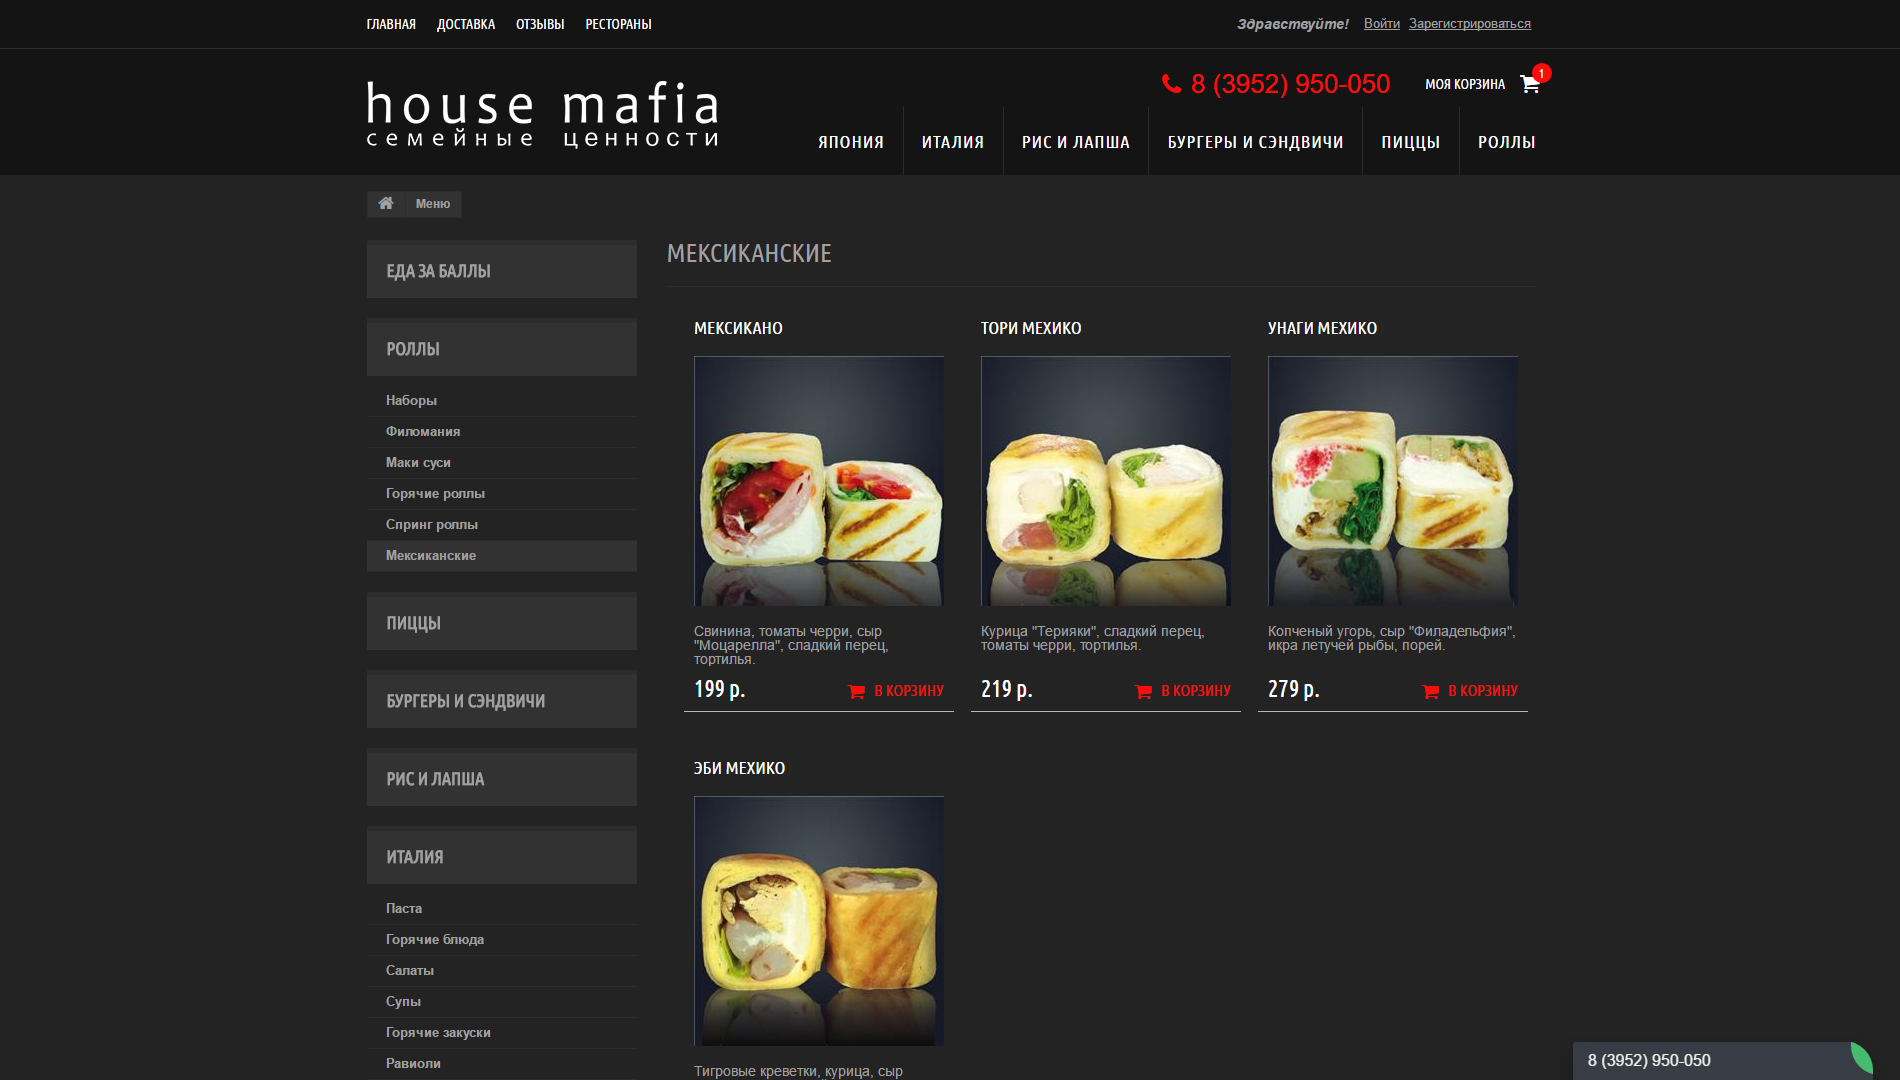 ГЛАВНАЯ ДОСТАВКА ОТЗЫВЫ РЕСТОРАНЫ
Здравствуйте! Войти Зарегистрироваться
8 (3952) 950-050 МОЯ КОРЗИНА 1
house mafia
семейные ценности
ЯПОНИЯ ИТАЛИЯ РИС И ЛАПША БУРГЕРЫ И СЭНДВИЧИ ПИЦЦЫ РОЛЛЫ
Меню
ЕДА ЗА БАЛЛЫ
РОЛЛЫ
Наборы
Филомания
Маки суси
Горячие роллы
Спринг роллы
Мексиканские
ПИЦЦЫ
БУРГЕРЫ И СЭНДВИЧИ
РИС И ЛАПША
ИТАЛИЯ
Паста
Горячие блюда
Салаты
Супы
Горячие закуски
Равиоли
МЕКСИКАНСКИЕ
МЕКСИКАНО
Свинина, томаты черри, сыр
"Моцарелла", сладкий перец,
тортилья.
199 р. В КОРЗИНУ
ТОРИ МЕХИКО
Курица "Терияки", сладкий перец,
томаты черри, тортилья.
219 р. В КОРЗИНУ
УНАГИ МЕХИКО
Копченый угорь, сыр "Филадельфия",
икра летучей рыбы, порей.
279 р. В КОРЗИНУ
ЭБИ МЕХИКО
Тигровые креветки, курица, сыр
8 (3952) 950-050